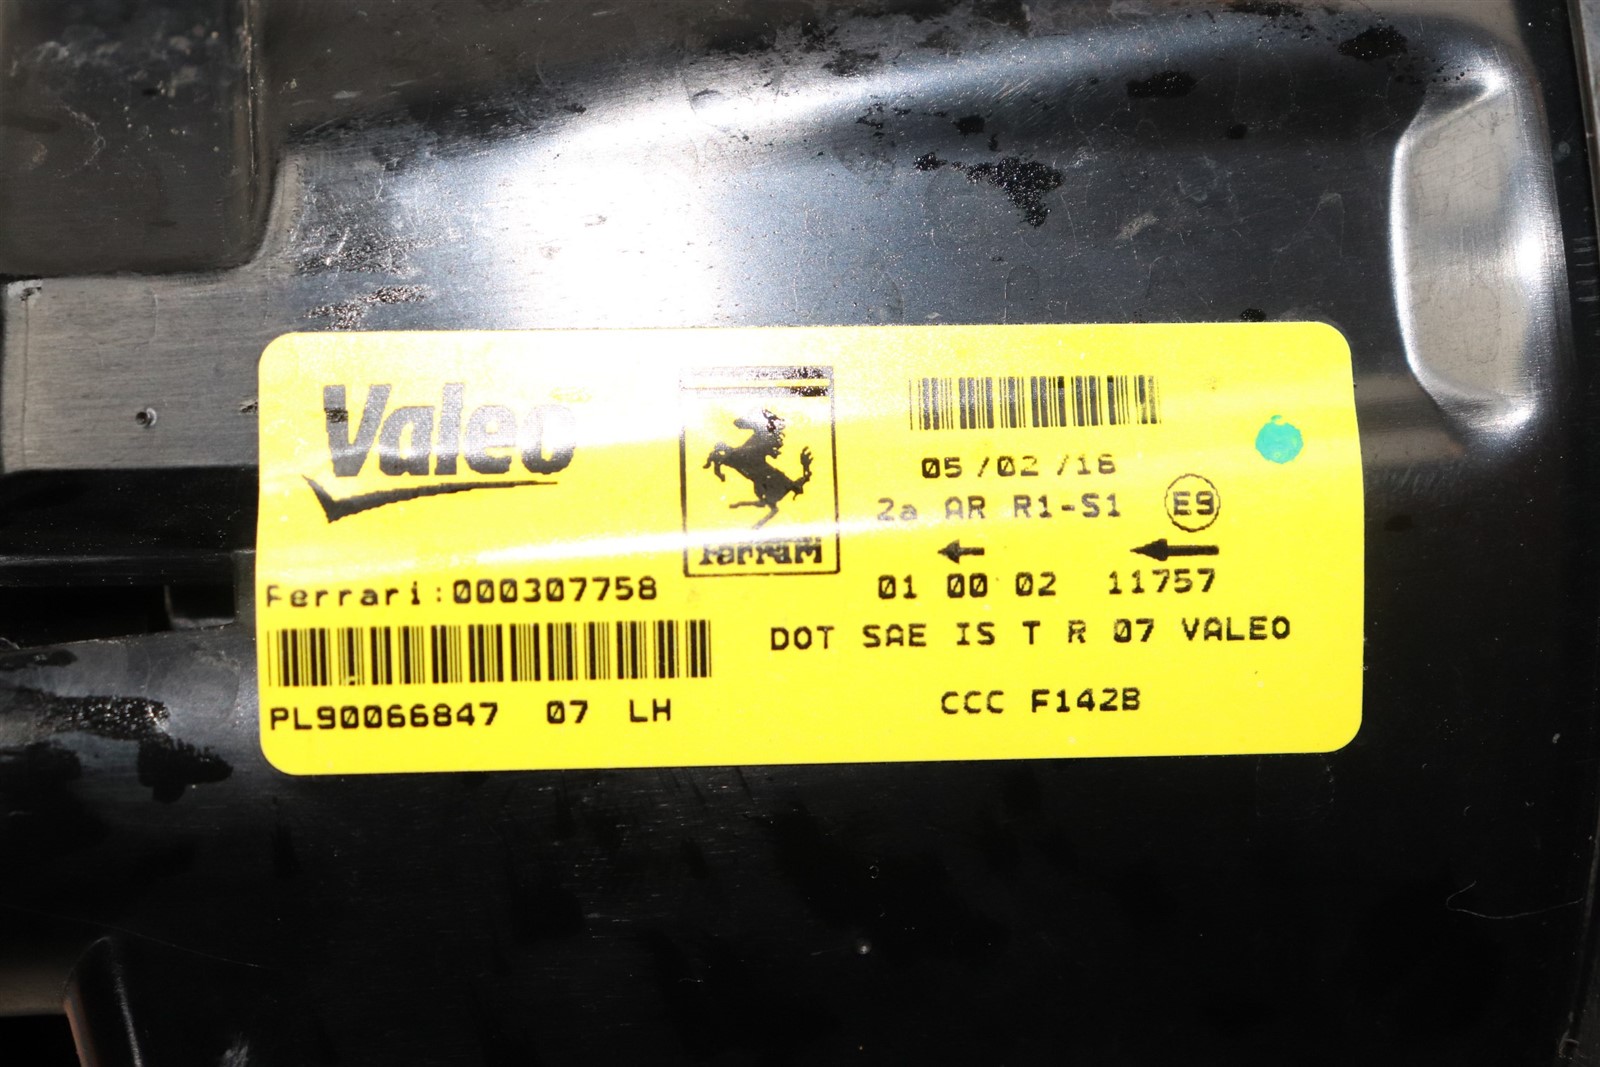 Valeo
Ferrari
05/02/16
2a AR R1-S1 E9
01 00 02 11757
Ferrari:000307758
DOT SAE IS T R 07 VALEO
PL90066847 07 LH
CCC F142B